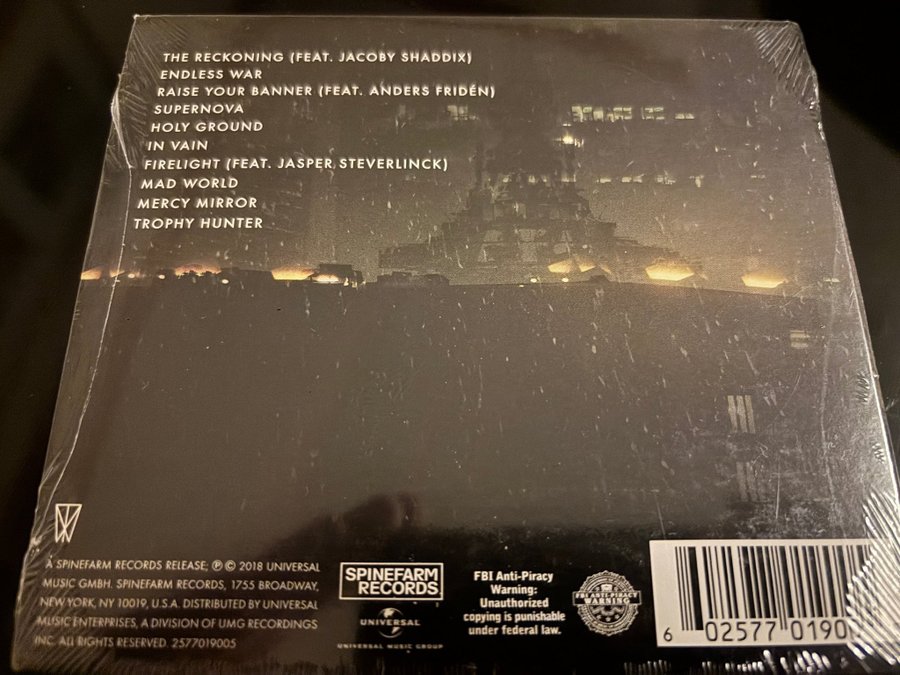 THE RECKONING (FEAT. JACOBY SHADDIX)
ENDLESS WAR
RAISE YOUR BANNER (FEAT. ANDERS FRIDÉN)
SUPERNOVA
HOLY GROUND
IN VAIN
FIRELIGHT (FEAT. JASPER STEVERLINCK)
MAD WORLD
MERCY MIRROR
TROPHY HUNTER
A SPINEFARM RECORDS RELEASE; ℗ © 2018 UNIVERSAL
MUSIC GMBH. SPINEFARM RECORDS, 1755 BROADWAY,
NEW YORK, NY 10019, U.S.A. DISTRIBUTED BY UNIVERSAL
MUSIC ENTERPRISES, A DIVISION OF UMG RECORDINGS
INC. ALL RIGHTS RESERVED. 2577019005
SPINEFARM
RECORDS
UNIVERSAL
UNIVERSAL MUSIC GROUP
FBI Anti-Piracy
Warning:
Unauthorized
copying is punishable
under federal law.
FBI ANTI-PIRACY
WARNING
6 02577 0190